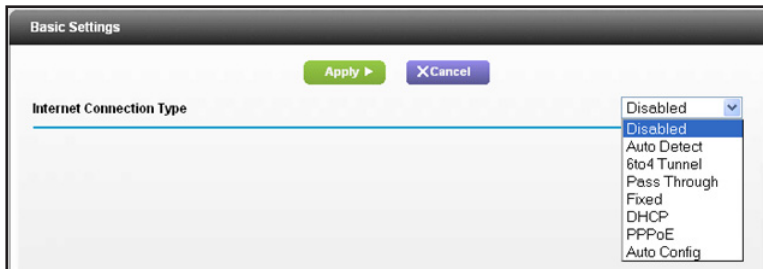 Basic Settings
Apply ▶
X Cancel
Internet Connection Type
Disabled
Disabled
Auto Detect
6to4 Tunnel
Pass Through
Fixed
DHCP
PPPoE
Auto Config